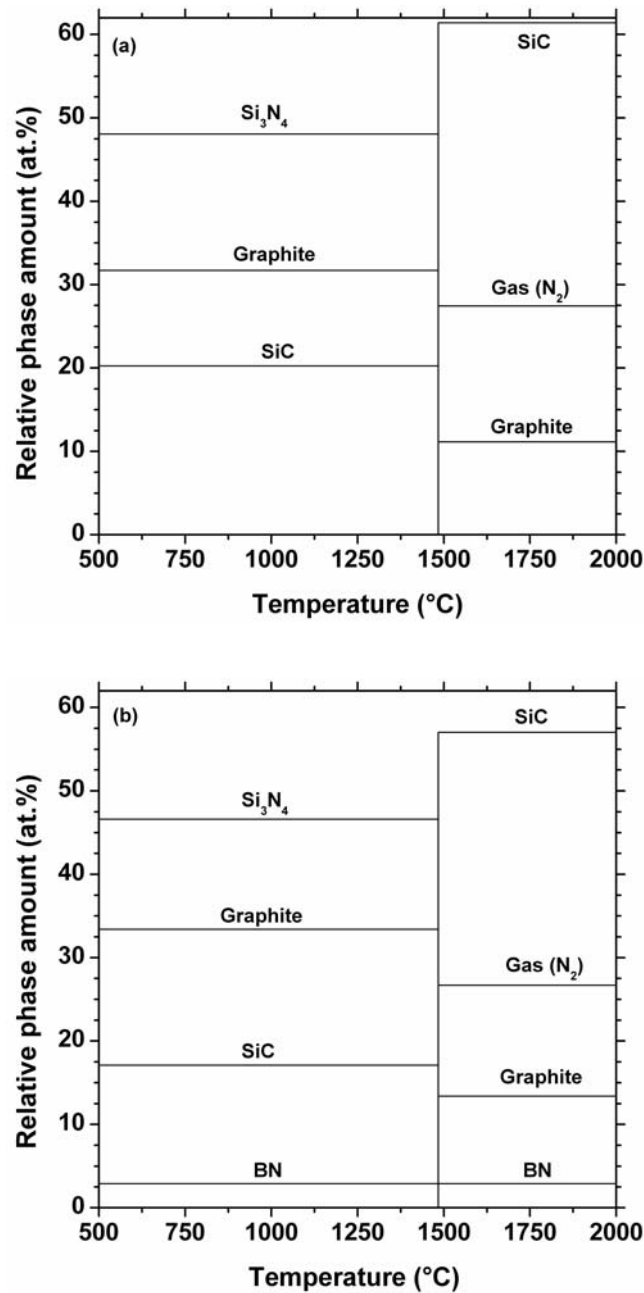 (a)
60
SiC
50
Si3N4
40
30
Graphite
Gas (N2)
20
SiC
10
Graphite
0
500 750 1000 1250 1500 1750 2000
Relative phase amount (at.%)
Temperature (°C)
(b)
60
SiC
50
Si3N4
40
Graphite
30
Gas (N2)
20
SiC
Graphite
10
BN
BN
0
500 750 1000 1250 1500 1750 2000
Relative phase amount (at.%)
Temperature (°C)